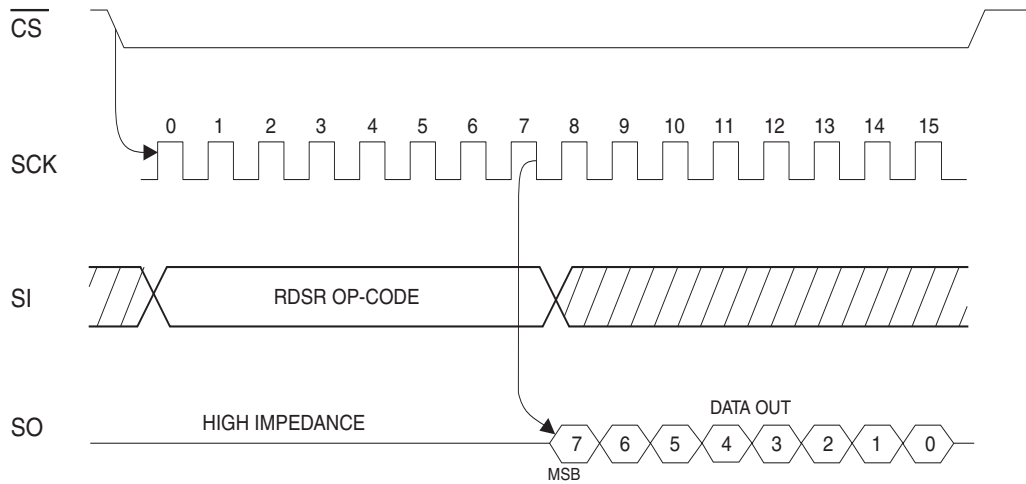 CS
0 1 2 3 4 5 6 7 8 9 10 11 12 13 14 15
SCK
SI
RDSR OP-CODE
DATA OUT
SO
HIGH IMPEDANCE
7 6 5 4 3 2 1 0
MSB